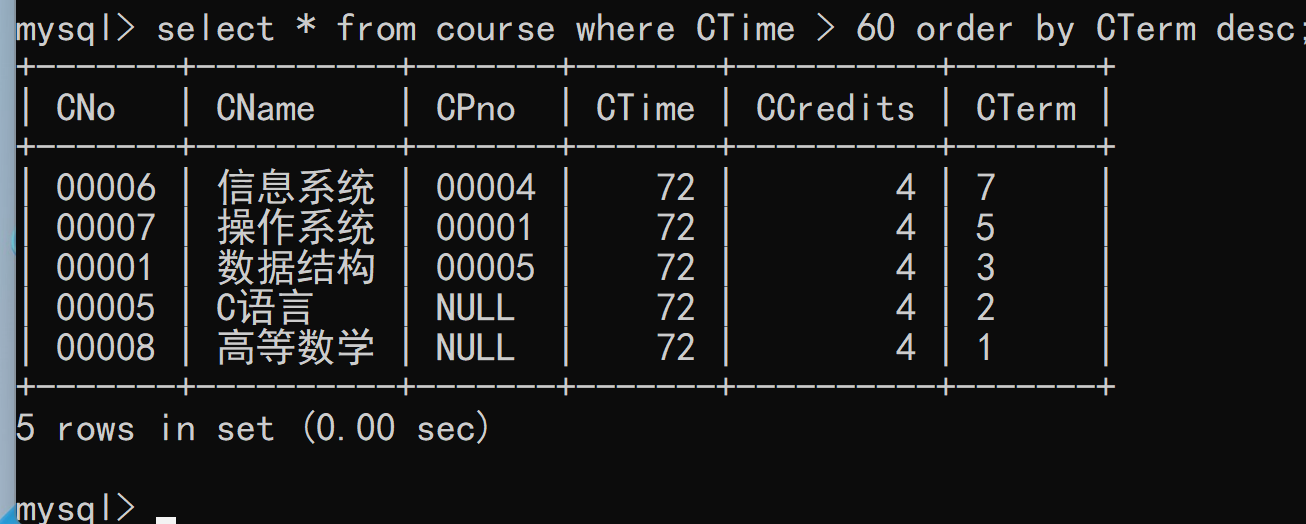 mysql> select * from course where CTime > 60 order by CTerm desc;
+-------+----------+-------+-------+----------+-------+
| CNo   | CName    | CPno  | CTime | CCredits | CTerm |
+-------+----------+-------+-------+----------+-------+
| 00006 | 信息系统 | 00004 |    72 |        4 | 7     |
| 00007 | 操作系统 | 00001 |    72 |        4 | 5     |
| 00001 | 数据结构 | 00005 |    72 |        4 | 3     |
| 00005 | C语言    | NULL  |    72 |        4 | 2     |
| 00008 | 高等数学 | NULL  |    72 |        4 | 1     |
+-------+----------+-------+-------+----------+-------+
5 rows in set (0.00 sec)
mysql>